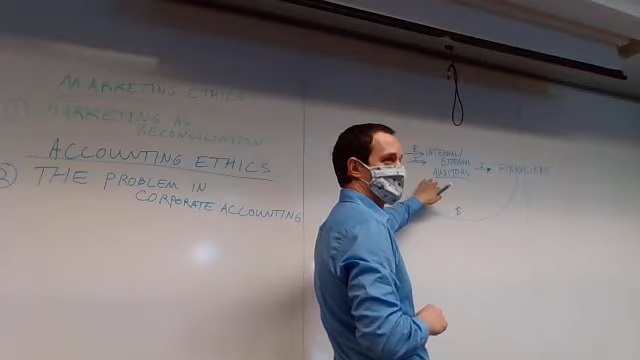 MARKETING ETHICS
① MARKETING AS
RECONCILIATION
ACCOUNTING ETHICS
② THE PROBLEM IN
CORPORATE ACCOUNTING
INTERNAL/
EXTERNAL
AUDITORS
FINANCIERS
$